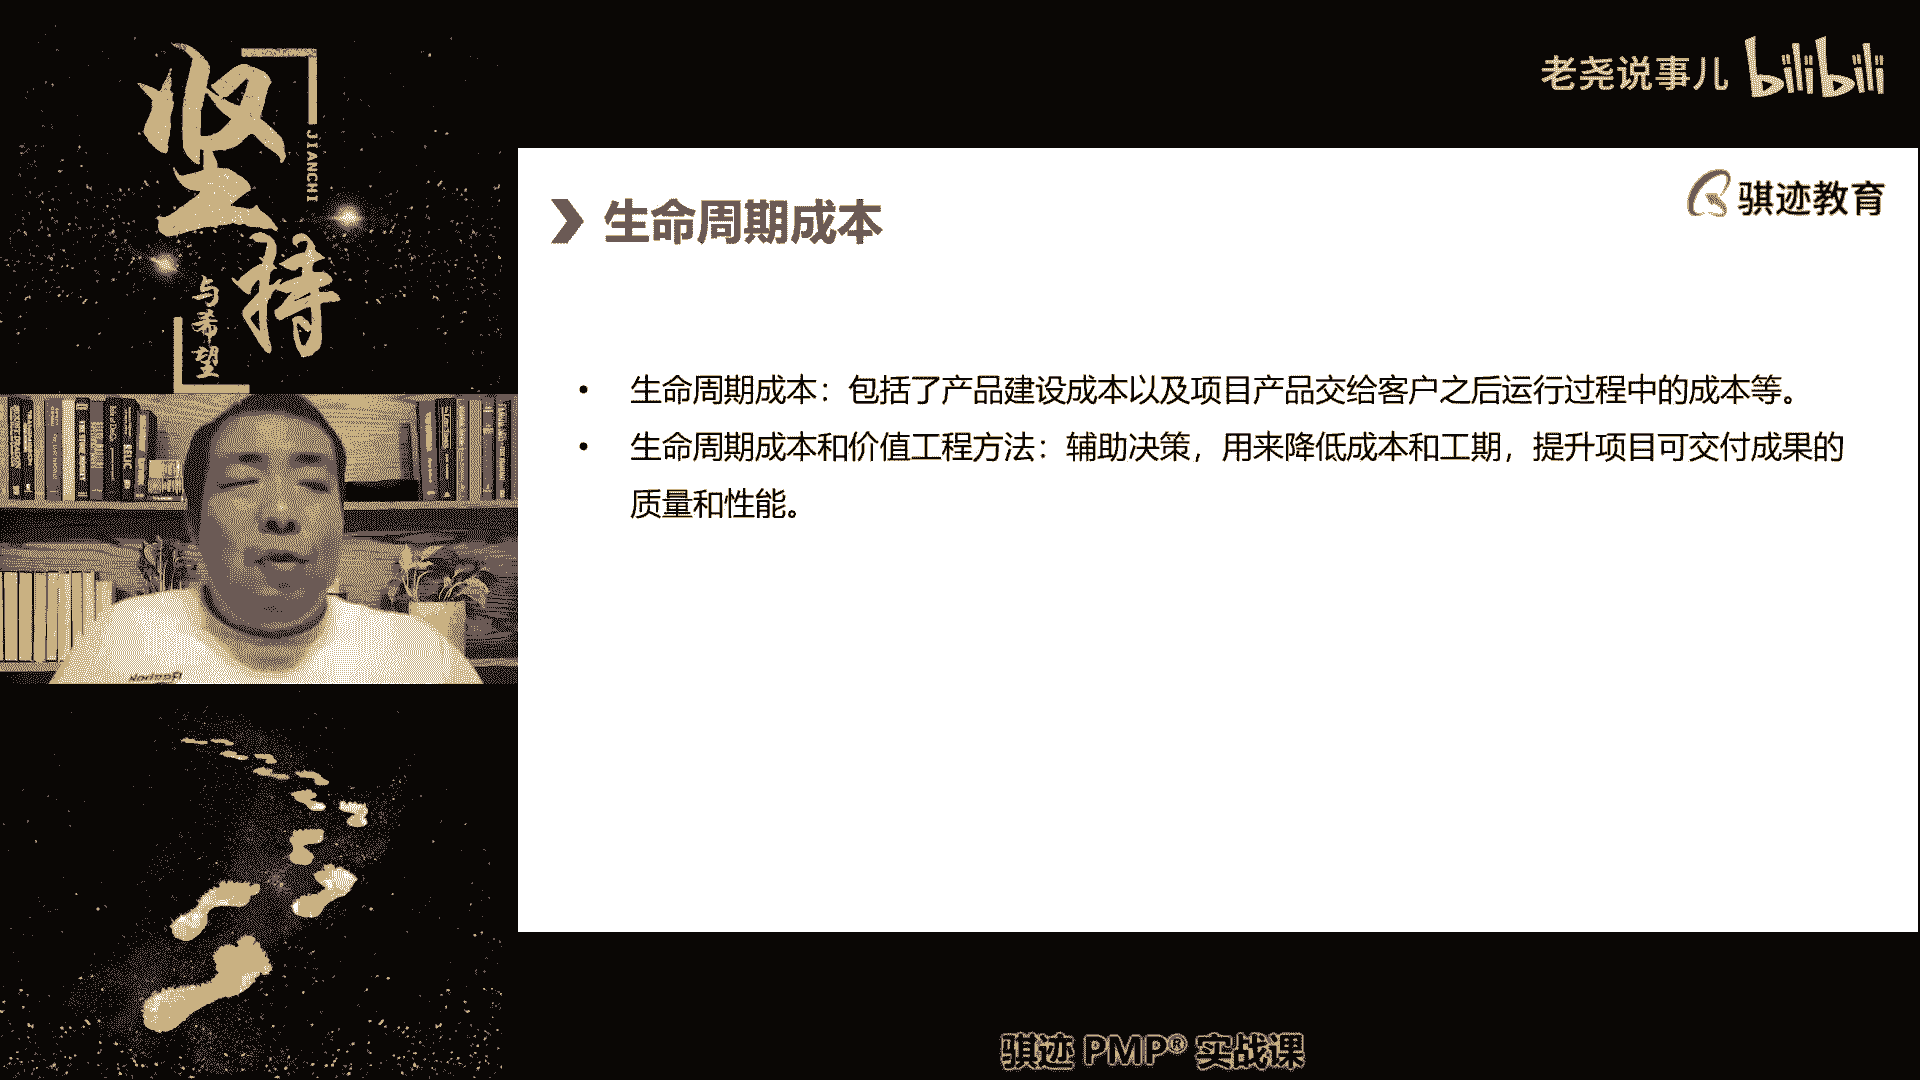 坚持
JIANCHI
与希望
老尧说事儿 bilibili
骐迹教育
生命周期成本
• 生命周期成本：包括了产品建设成本以及项目产品交给客户之后运行过程中的成本等。
• 生命周期成本和价值工程方法：辅助决策，用来降低成本和工期，提升项目可交付成果的
质量和性能。
骐迹 PMP® 实战课